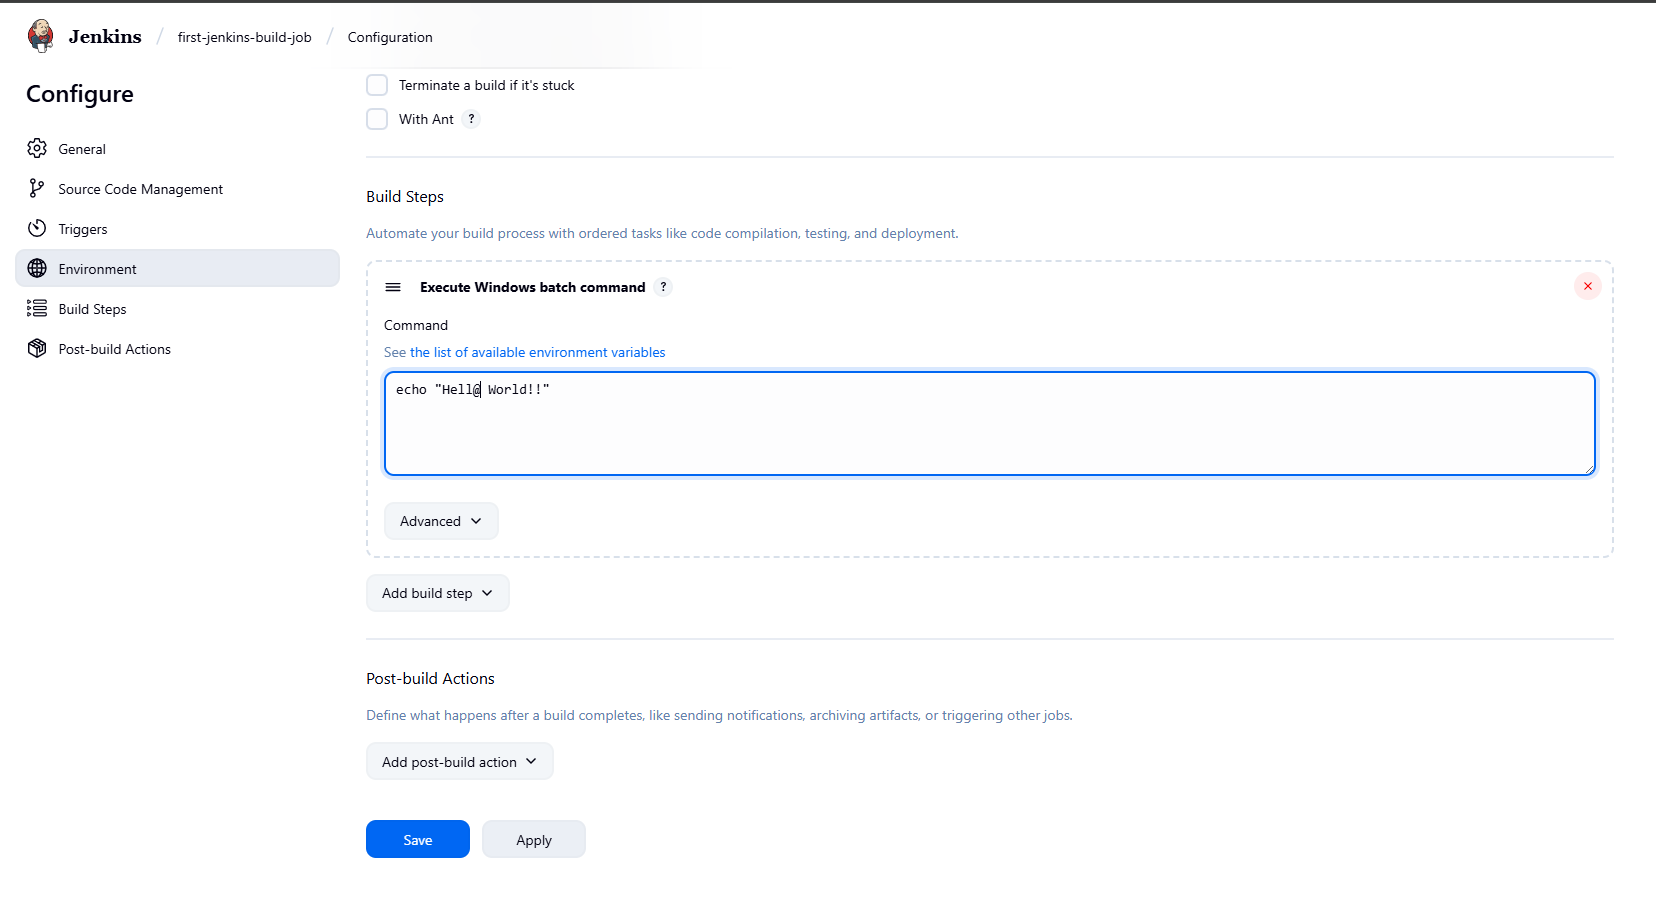 Jenkins / first-jenkins-build-job / Configuration
Configure
General
Source Code Management
Triggers
Environment
Build Steps
Post-build Actions
Terminate a build if it's stuck
With Ant ?
Build Steps
Automate your build process with ordered tasks like code compilation, testing, and deployment.
Execute Windows batch command ?
Command
See the list of available environment variables
echo "Hell@ World!!"
Advanced
Add build step
Post-build Actions
Define what happens after a build completes, like sending notifications, archiving artifacts, or triggering other jobs.
Add post-build action
Save Apply